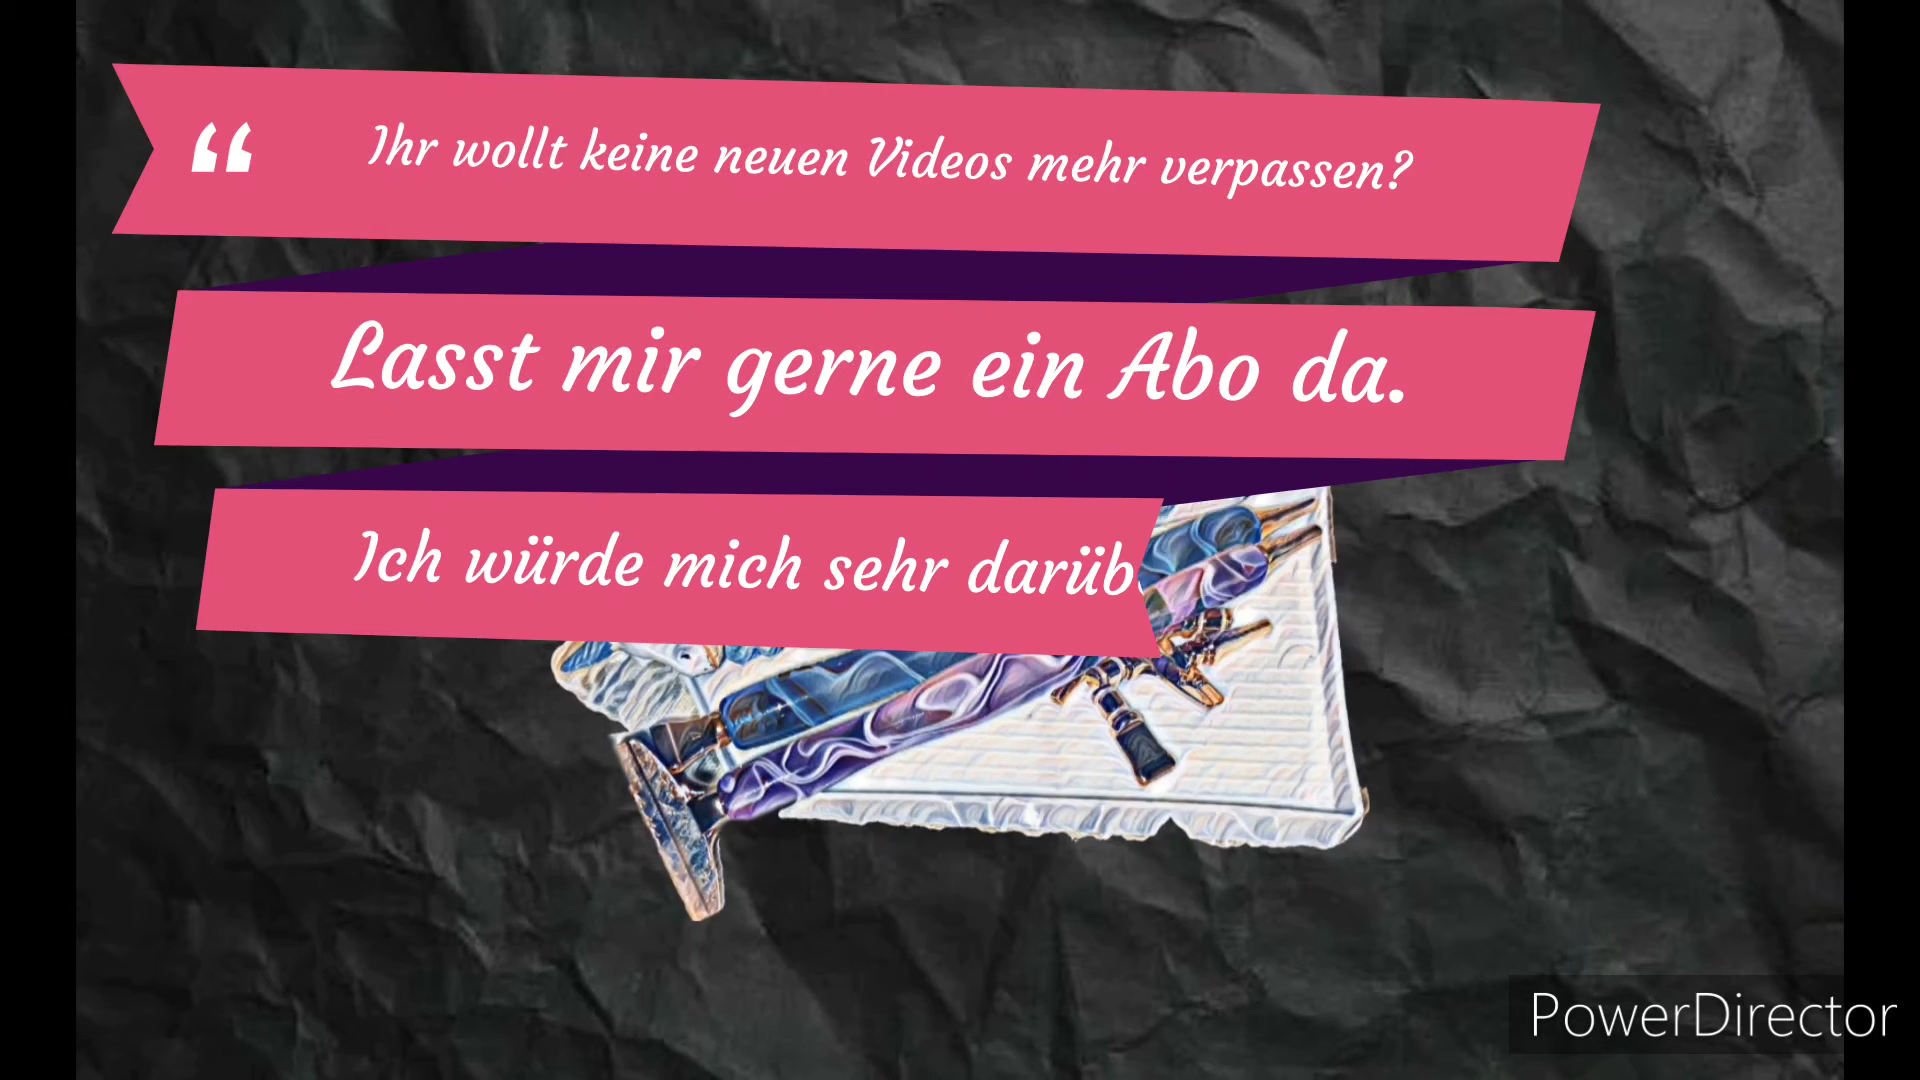 “ Ihr wollt keine neuen Videos mehr verpassen?
Lasst mir gerne ein Abo da.
Ich würde mich sehr darüb
PowerDirector